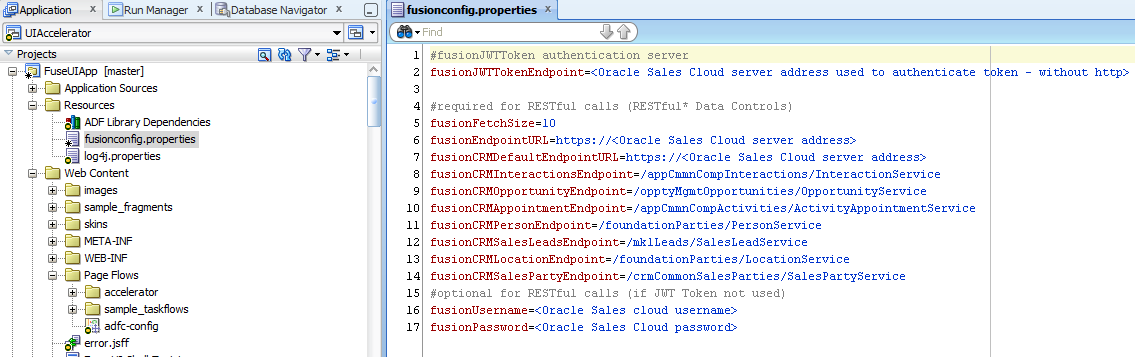 Application
Run Manager
Database Navigator
UIAccelerator
Projects
FuseUIApp [master]
Application Sources
Resources
ADF Library Dependencies
fusionconfig.properties
log4j.properties
Web Content
images
sample_fragments
skins
META-INF
WEB-INF
Page Flows
accelerator
sample_taskflows
adfc-config
error.jsff
fusionconfig.properties
Find
1 #fusionJWTToken authentication server
2 fusionJWTTokenEndpoint=<Oracle Sales Cloud server address used to authenticate token - without http>
3
4 #required for RESTful calls (RESTful* Data Controls)
5 fusionFetchSize=10
6 fusionEndpointURL=https://<Oracle Sales Cloud server address>
7 fusionCRMDefaultEndpointURL=https://<Oracle Sales Cloud server address>
8 fusionCRMInteractionsEndpoint=/appCmmnCompInteractions/InteractionService
9 fusionCRMOpportunityEndpoint=/opptyMgmtOpportunities/OpportunityService
10 fusionCRMAppointmentEndpoint=/appCmmnCompActivities/ActivityAppointmentService
11 fusionCRMPersonEndpoint=/foundationParties/PersonService
12 fusionCRMSalesLeadsEndpoint=/mklLeads/SalesLeadService
13 fusionCRMLocationEndpoint=/foundationParties/LocationService
14 fusionCRMSalesPartyEndpoint=/crmCommonSalesParties/SalesPartyService
15 #optional for RESTful calls (if JWT Token not used)
16 fusionUsername=<Oracle Sales cloud username>
17 fusionPassword=<Oracle Sales Cloud password>